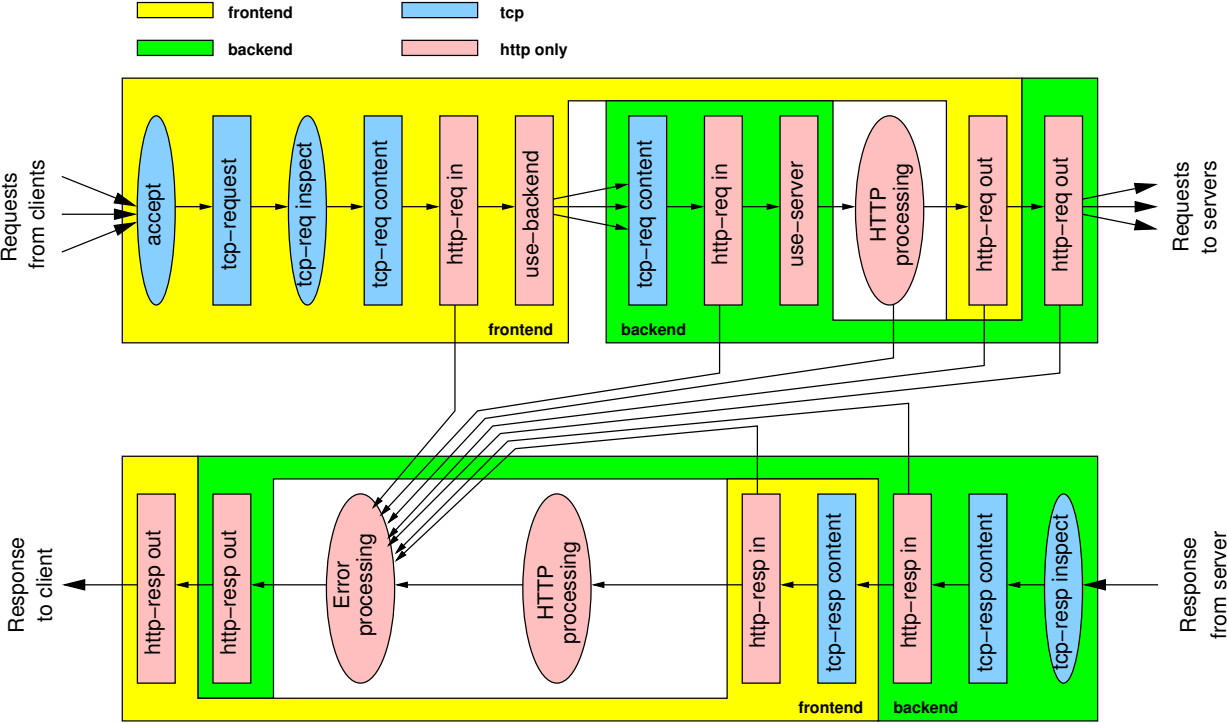 frontend
tcp
backend
http only
Requests
from clients
accept
tcp−request
tcp−req inspect
tcp−req content
http−req in
use−backend
tcp−req content
http−req in
use−server
HTTP
processing
http−req out
http−req out
Requests
to servers
frontend
backend
Response
to client
http−resp out
http−resp out
Error
processing
HTTP
processing
http−resp in
tcp−resp content
http−resp in
tcp−resp content
tcp−resp inspect
Response
from server
frontend
backend